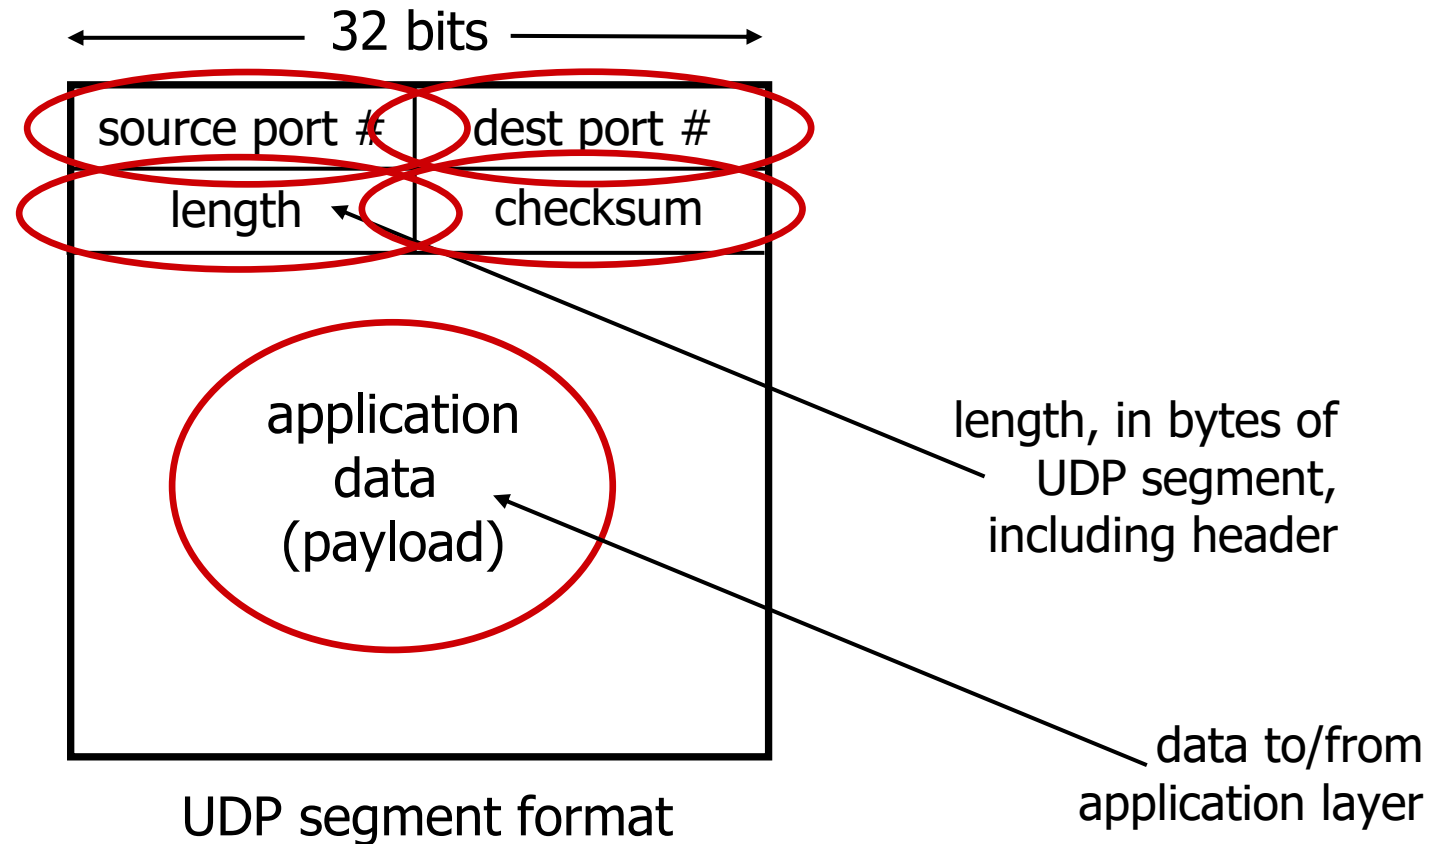 32 bits
source port # dest port #
length checksum
application
data
(payload)
length, in bytes of
UDP segment,
including header
data to/from
application layer
UDP segment format